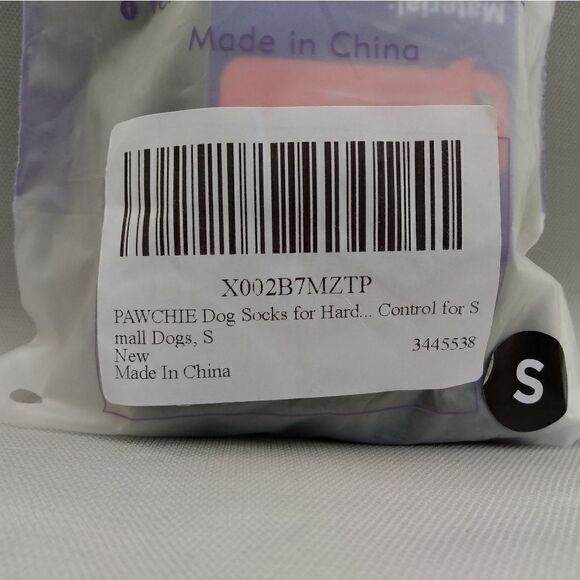 Material:
Made in China
X002B7MZTP
PAWCHIE Dog Socks for Hard... Control for S
mall Dogs, S
New
3445538
Made In China
S